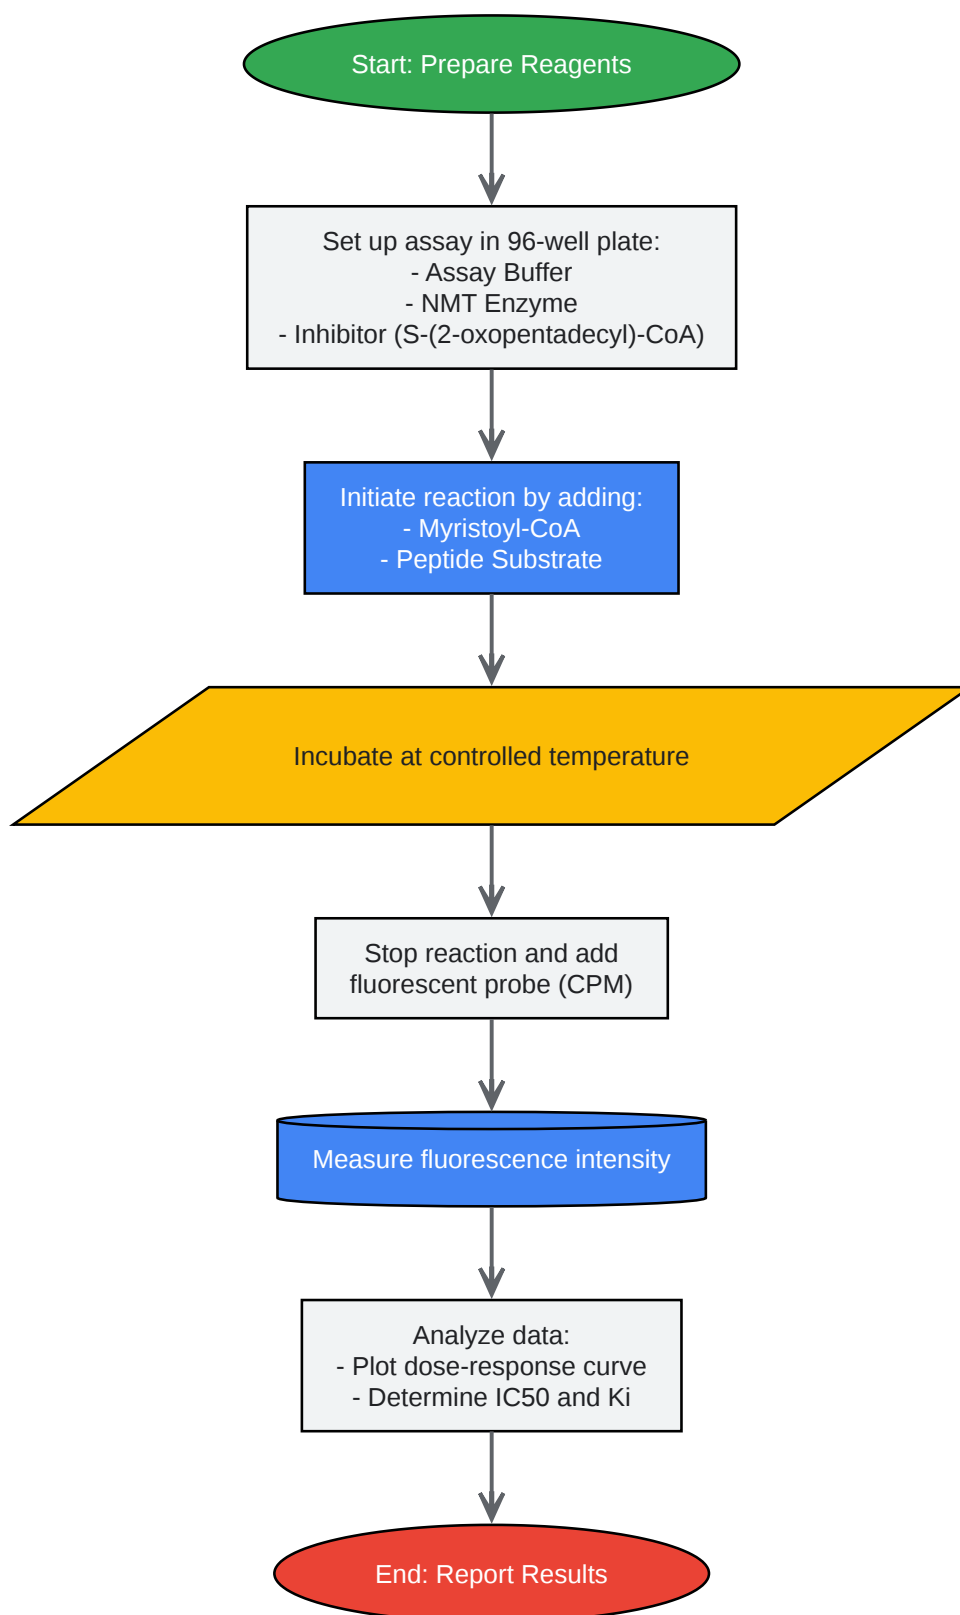 Start: Prepare Reagents
Set up assay in 96-well plate:
- Assay Buffer
- NMT Enzyme
- Inhibitor (S-(2-oxopentadecyl)-CoA)
Initiate reaction by adding:
- Myristoyl-CoA
- Peptide Substrate
Incubate at controlled temperature
Stop reaction and add
fluorescent probe (CPM)
Measure fluorescence intensity
Analyze data:
- Plot dose-response curve
- Determine IC50 and Ki
End: Report Results